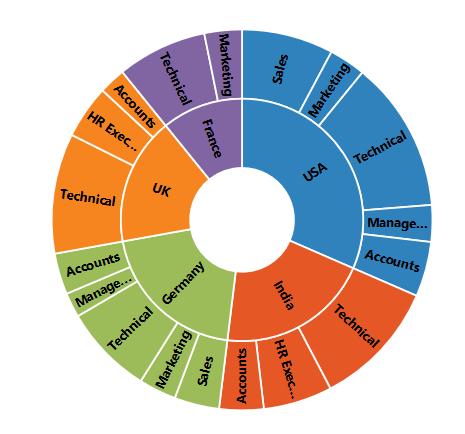 USA
Sales
Marketing
Technical
Manage...
Accounts
India
Technical
HR Exec...
Accounts
Germany
Sales
Marketing
Technical
Manage...
Accounts
UK
Technical
HR Exec...
Accounts
France
Technical
Marketing